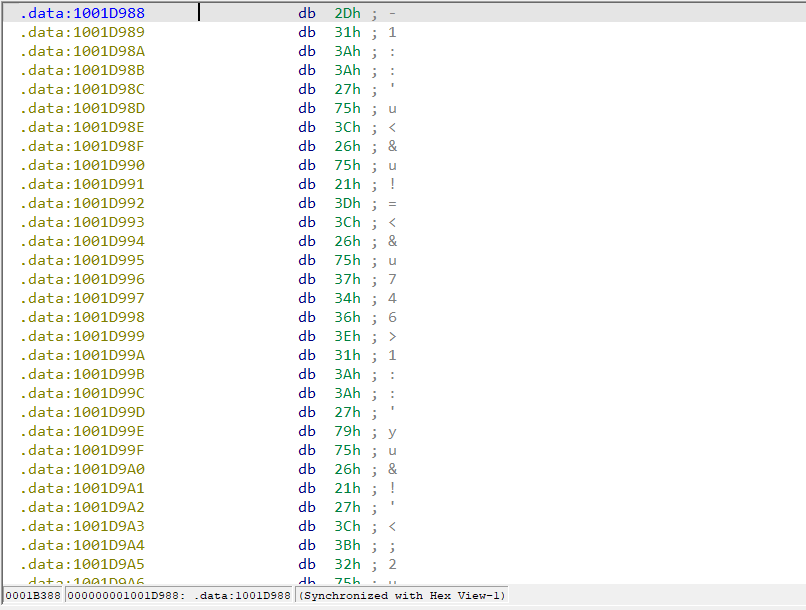 .data:1001D988 db 2Dh ; -
.data:1001D989 db 31h ; 1
.data:1001D98A db 3Ah ; :
.data:1001D98B db 3Ah ; :
.data:1001D98C db 27h ; '
.data:1001D98D db 75h ; u
.data:1001D98E db 3Ch ; <
.data:1001D98F db 26h ; &
.data:1001D990 db 75h ; u
.data:1001D991 db 21h ; !
.data:1001D992 db 3Dh ; =
.data:1001D993 db 3Ch ; <
.data:1001D994 db 26h ; &
.data:1001D995 db 75h ; u
.data:1001D996 db 37h ; 7
.data:1001D997 db 34h ; 4
.data:1001D998 db 36h ; 6
.data:1001D999 db 3Eh ; >
.data:1001D99A db 31h ; 1
.data:1001D99B db 3Ah ; :
.data:1001D99C db 3Ah ; :
.data:1001D99D db 27h ; '
.data:1001D99E db 79h ; y
.data:1001D99F db 75h ; u
.data:1001D9A0 db 26h ; &
.data:1001D9A1 db 21h ; !
.data:1001D9A2 db 27h ; '
.data:1001D9A3 db 3Ch ; <
.data:1001D9A4 db 3Bh ; ;
.data:1001D9A5 db 32h ; 2
.data:1001D9A6 db 75h ; u
0001B388 000000001001D988: .data:1001D988 (Synchronized with Hex View-1)